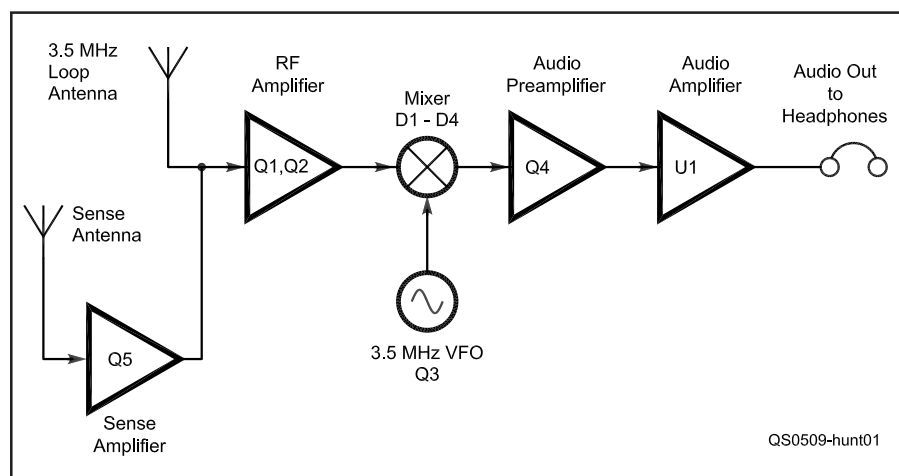 3.5 MHz
Loop
Antenna
RF
Amplifier
Mixer
D1 - D4
Audio
Preamplifier
Audio
Amplifier
Audio Out
to
Headphones
Q1,Q2
Q4
U1
Sense
Antenna
Q5
3.5 MHz VFO
Q3
Sense
Amplifier
QS0509-hunt01